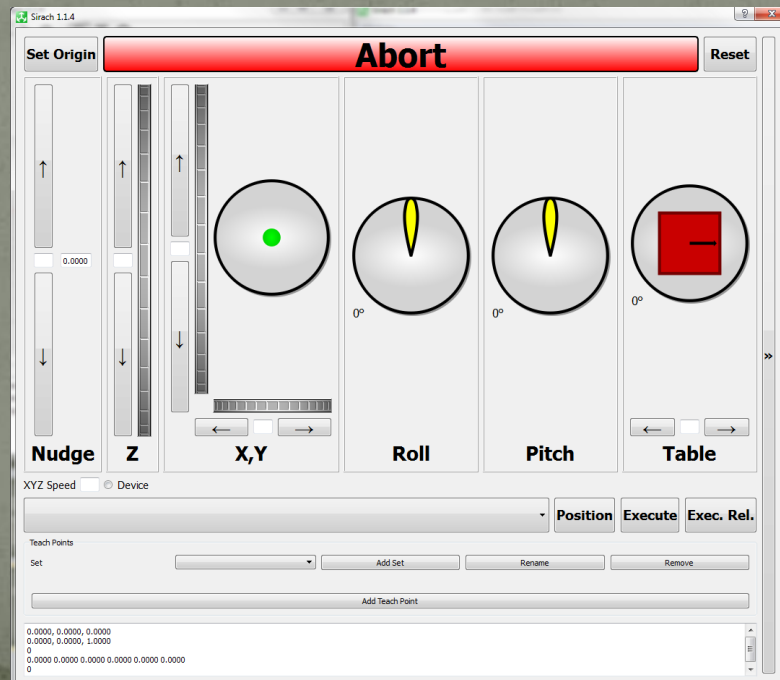 Sirach 1.1.4
Set Origin
Abort
Reset
↑ ↑ ↑
0.0000
0° 0° 0°
↓ ↓ ↓
»
← → ← →
Nudge Z X,Y Roll Pitch Table
XYZ Speed Device
Position Execute Exec. Rel.
Teach Points
Set Add Set Rename Remove
Add Teach Point
0.0000, 0.0000, 0.0000
0.0000, 0.0000, 1.0000
0
0.0000 0.0000 0.0000 0.0000 0.0000 0.0000
0